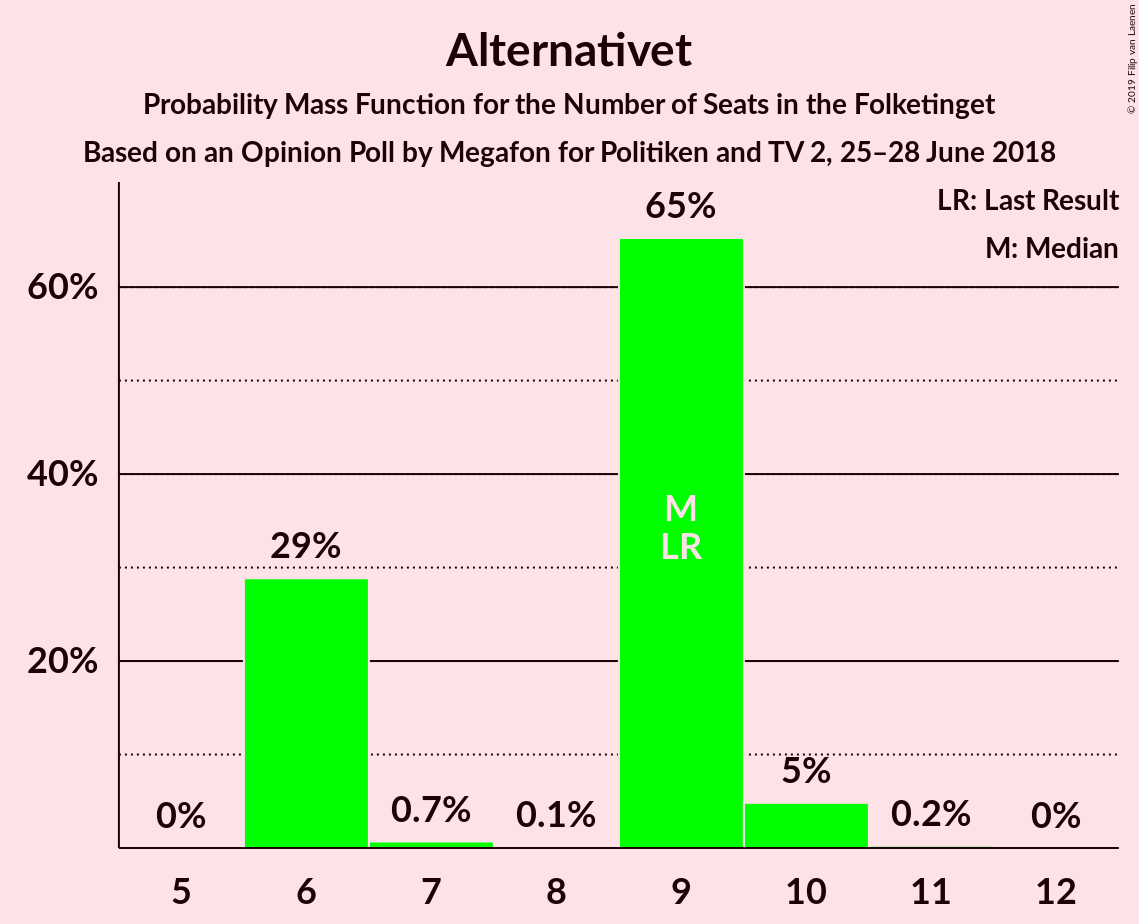 Alternativet
Probability Mass Function for the Number of Seats in the Folketinget
Based on an Opinion Poll by Megafon for Politiken and TV 2, 25–28 June 2018
© 2019 Filip van Laenen
LR: Last Result
M: Median
60%
40%
20%
0%
29%
0.7%
0.1%
65%
M
LR
5%
0.2%
0%
5 6 7 8 9 10 11 12